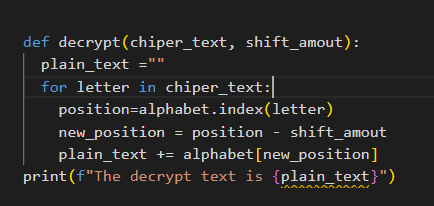 def decrypt(chiper_text, shift_amout):
  plain_text =""
  for letter in chiper_text:
    position=alphabet.index(letter)
    new_position = position - shift_amout
    plain_text += alphabet[new_position]
print(f"The decrypt text is {plain_text}")